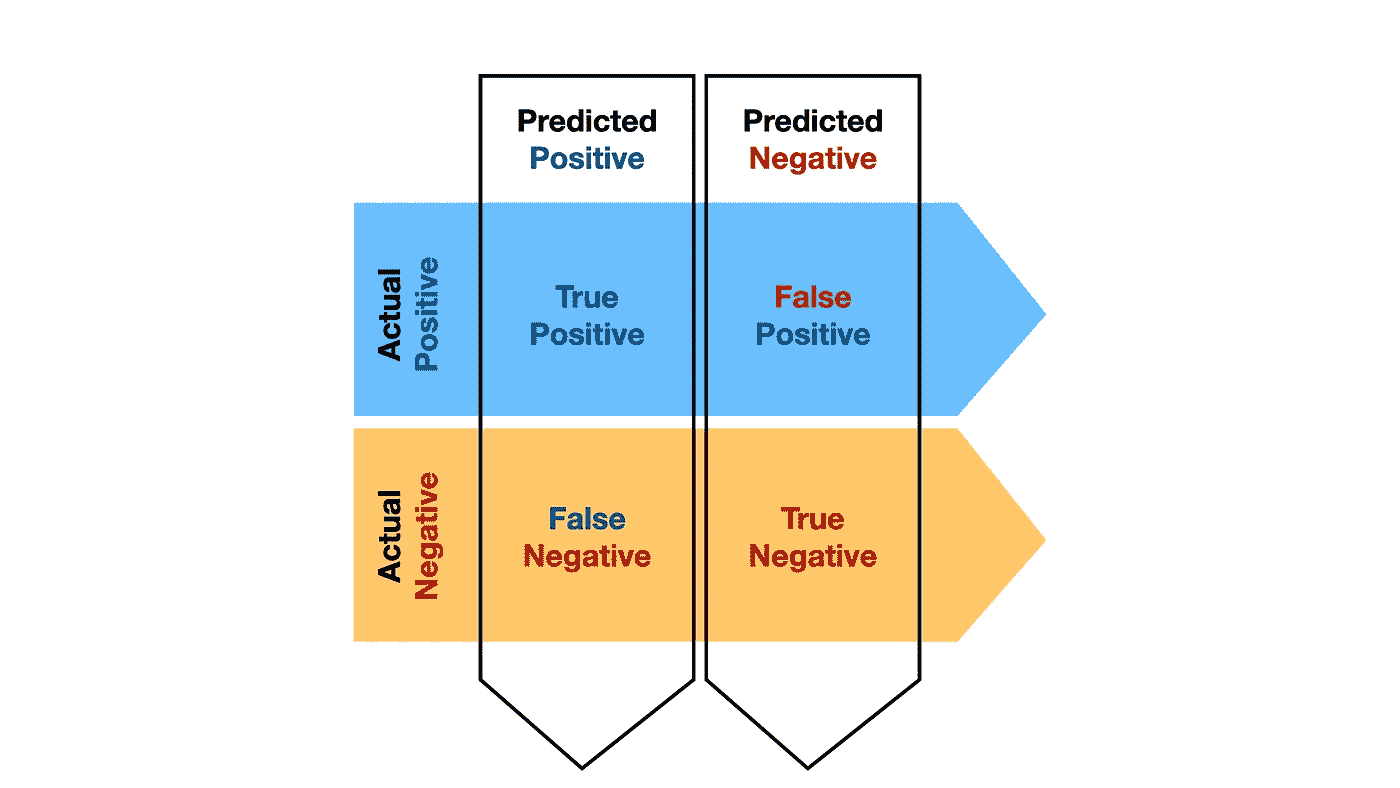 Predicted
Positive
Predicted
Negative
Actual
Positive
True
Positive
False
Positive
Actual
Negative
False
Negative
True
Negative